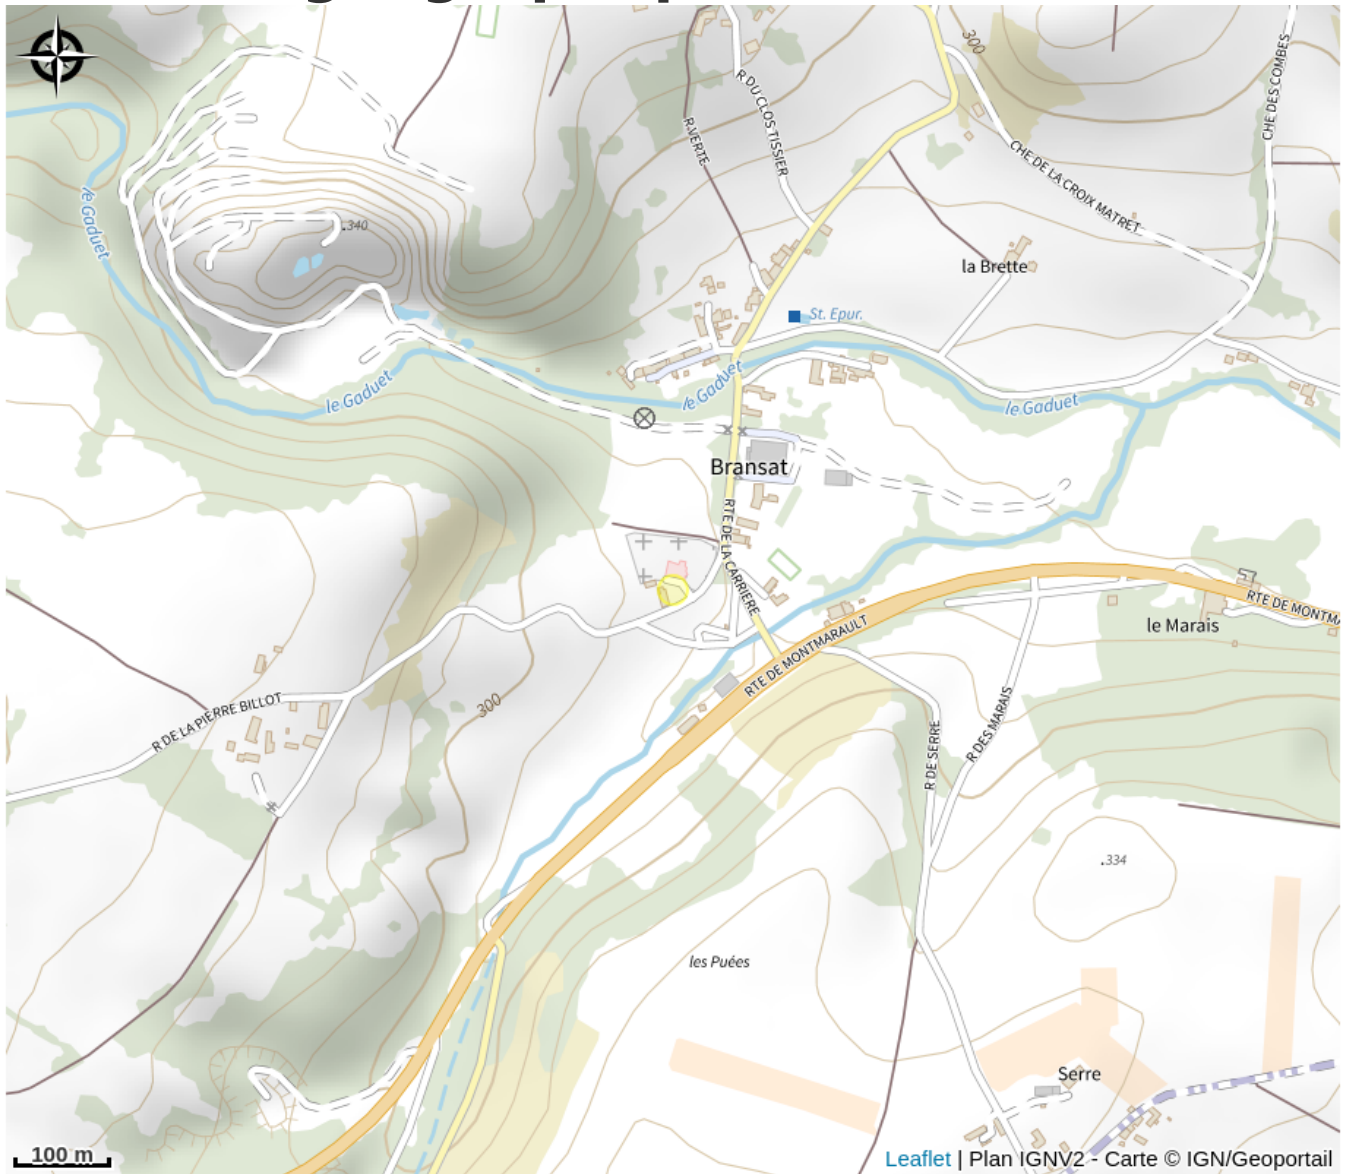 300
R DU CLOS TISSIER
CHE DES COMBES
R VERTE
CHE DE LA CROIX MATRET
le Gaduet
.340
la Brette
St. Epur.
le Gaduet
le Gaduet
le Gaduet
Bransat
RTE DE LA CARRIERE
RTE DE MONTMA
le Marais
RTE DE MONTMARAULT
R DE LA PIERRE BILLOT
300
R DE SERRE
R DES MARAIS
.334
les Puées
Serre
100 m
Leaflet | Plan IGNV2 - Carte © IGN/Geoportail